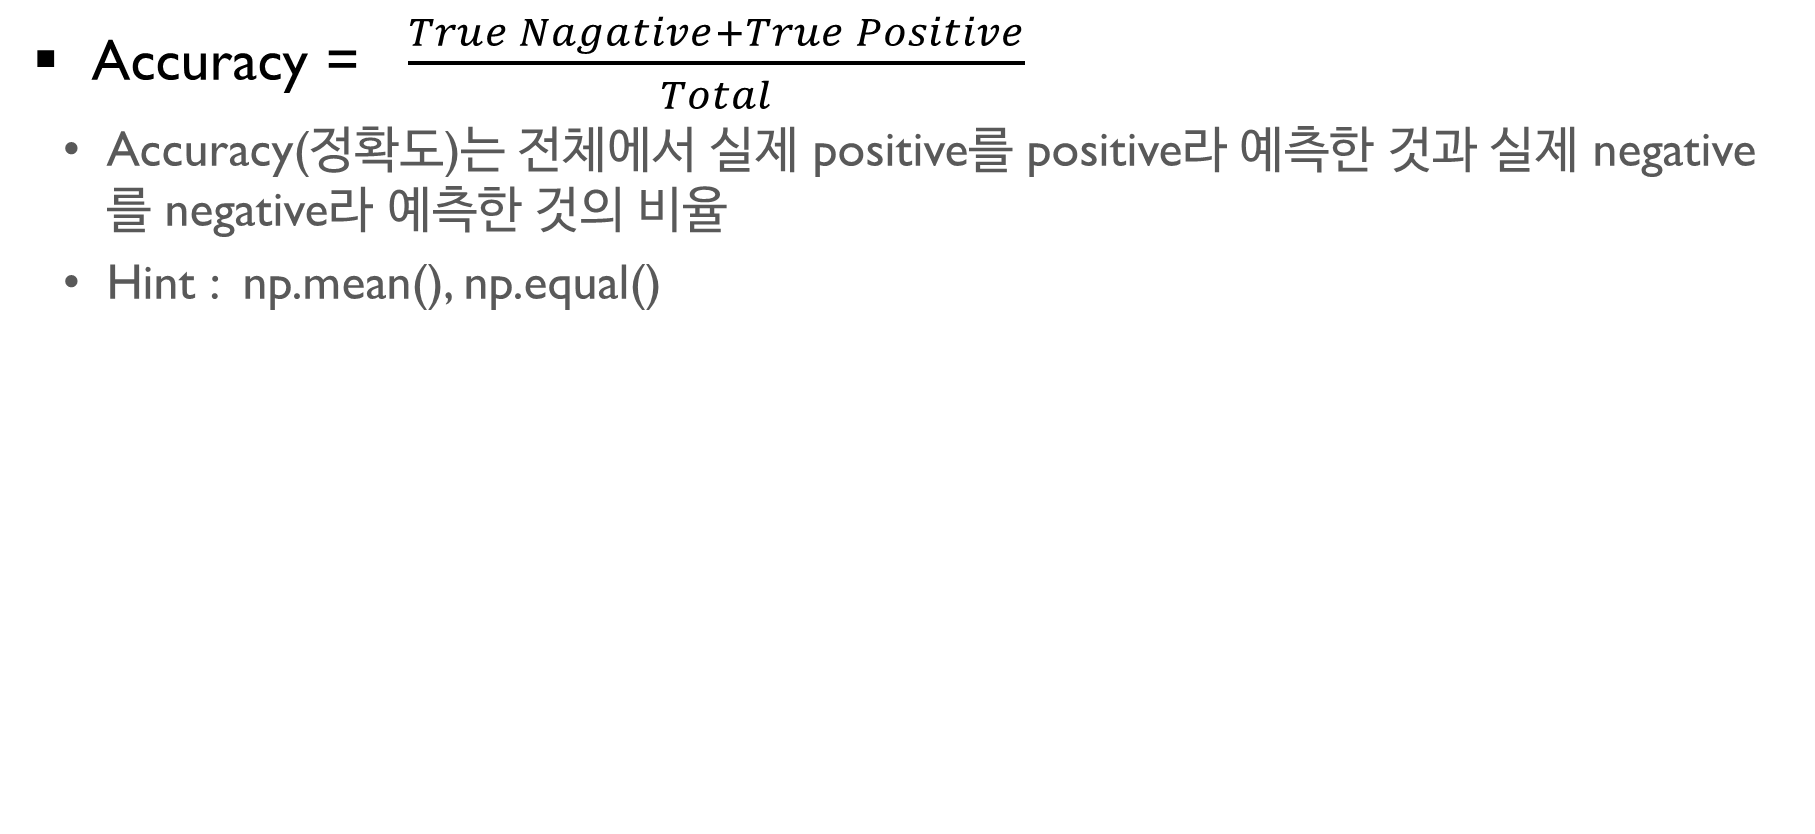 ▪ Accuracy = True Nagative+True Positive / Total
• Accuracy(정확도)는 전체에서 실제 positive를 positive라 예측한 것과 실제 negative
를 negative라 예측한 것의 비율
• Hint : np.mean(), np.equal()